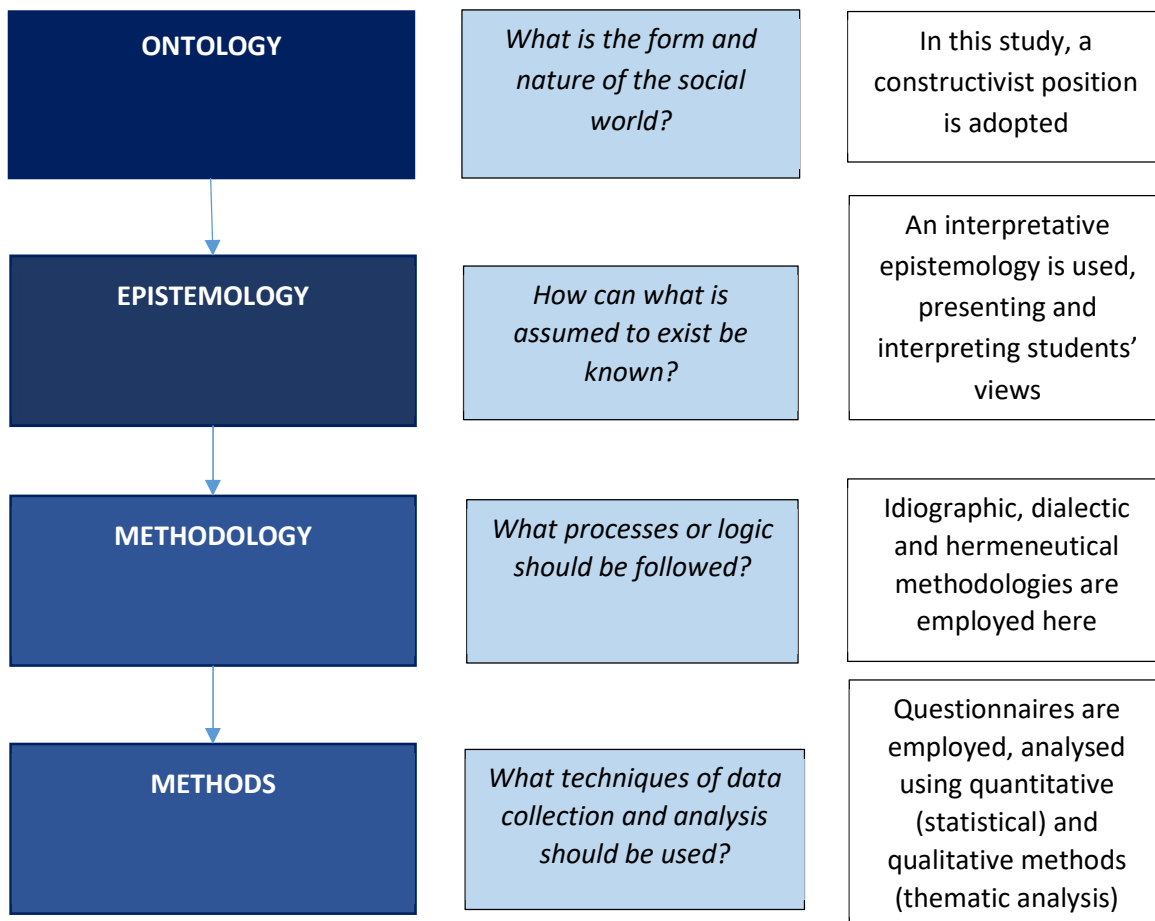 ONTOLOGY
What is the form and
nature of the social
world?
In this study, a
constructivist position
is adopted
EPISTEMOLOGY
How can what is
assumed to exist be
known?
An interpretative
epistemology is used,
presenting and
interpreting students’
views
METHODOLOGY
What processes or logic
should be followed?
Idiographic, dialectic
and hermeneutical
methodologies are
employed here
METHODS
What techniques of data
collection and analysis
should be used?
Questionnaires are
employed, analysed
using quantitative
(statistical) and
qualitative methods
(thematic analysis)